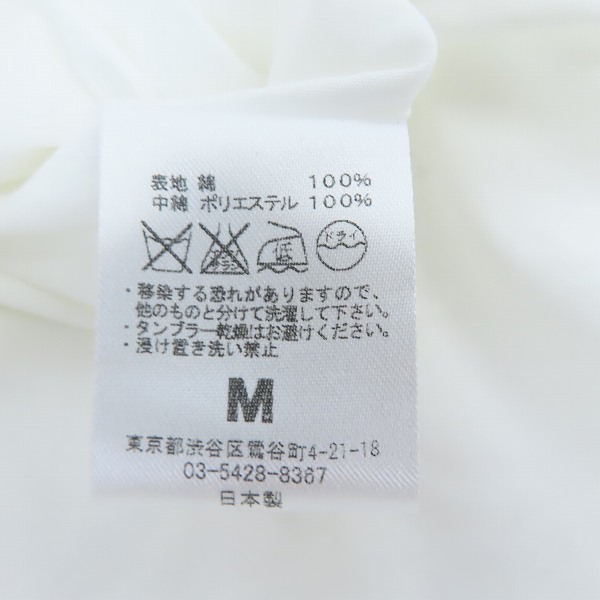 表地 綿 100%
中綿 ポリエステル 100%
低 ドライ
・移染する恐れがありますので、
他のものと分けて洗濯して下さい。
・タンブラー乾燥はお避けください。
・浸け置き洗い禁止
M
東京都渋谷区鶯谷町4-21-18
03-5428-8367
日本製